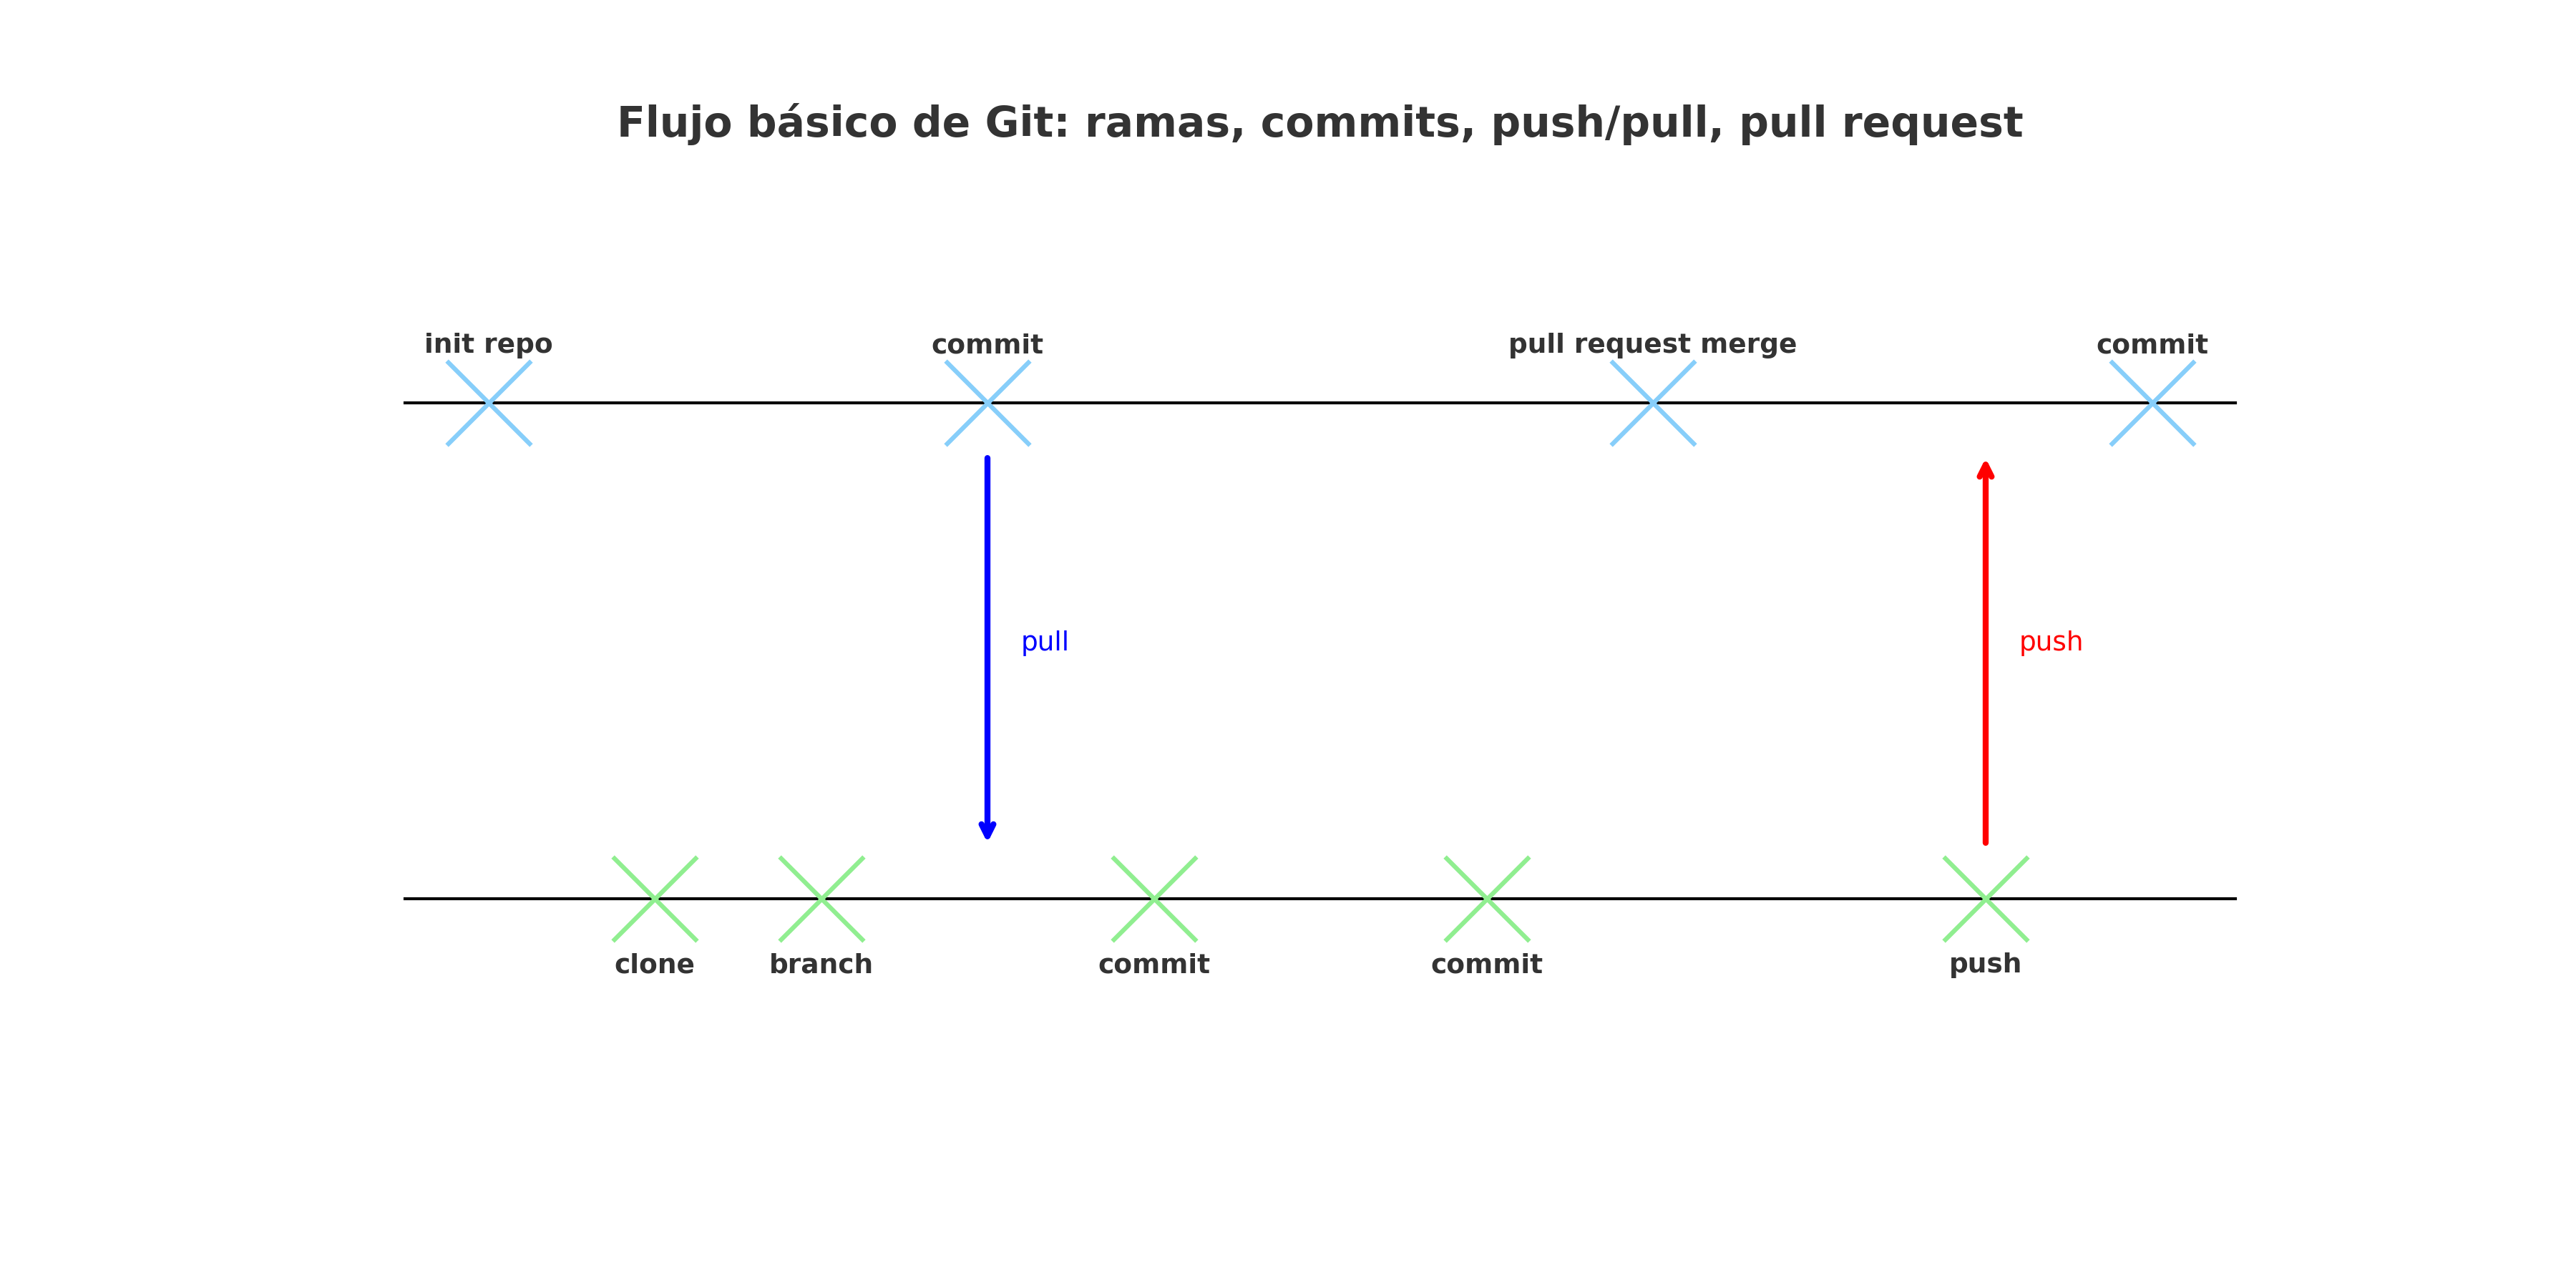 Flujo básico de Git: ramas, commits, push/pull, pull request
init repo
commit
pull request merge
commit
pull
push
clone
branch
commit
commit
push